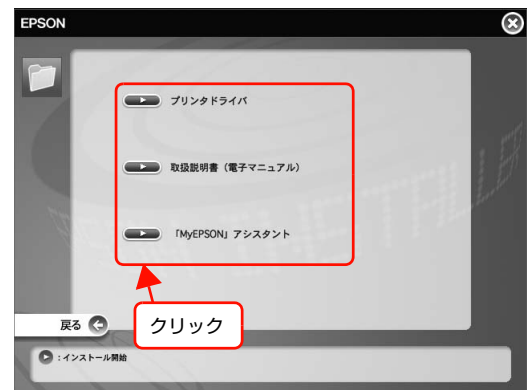 EPSON
プリンタドライバ
取扱説明書（電子マニュアル）
「MyEPSON」アシスタント
クリック
戻る
：インストール開始